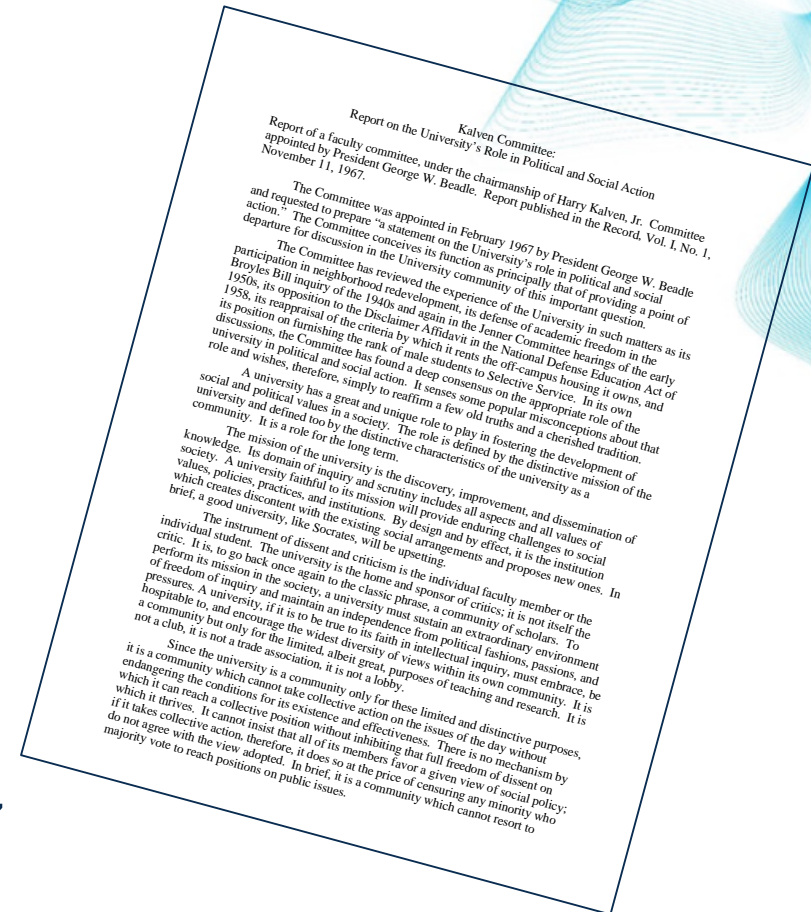 Kalven Committee:
Report on the University's Role in Political and Social Action
Report of a faculty committee, under the chairmanship of Harry Kalven, Jr. Committee
appointed by President George W. Beadle. Report published in the Record, Vol. I, No. 1,
November 11, 1967.
The Committee was appointed in February 1967 by President George W. Beadle
and requested to prepare “a statement on the University's role in political and social
action.” The Committee conceives its function as principally that of providing a point of
departure for discussion in the University community of this important question.
The Committee has reviewed the experience of the University in such matters as its
participation in neighborhood redevelopment, its defense of academic freedom in the
Broyles Bill inquiry of the 1940s and again in the Jenner Committee hearings of the early
1950s, its opposition to the Disclaimer Affidavit in the National Defense Education Act of
1958, its reappraisal of the criteria by which it rents the off-campus housing it owns, and
its position on furnishing the rank of male students to Selective Service. In its own
discussions, the Committee has found a deep consensus on the appropriate role of the
university in political and social action. It senses some popular misconceptions about that
role and wishes, therefore, simply to reaffirm a few old truths and a cherished tradition.
A university has a great and unique role to play in fostering the development of
social and political values in a society. The role is defined by the distinctive mission of the
university and defined too by the distinctive characteristics of the university as a
community. It is a role for the long term.
The mission of the university is the discovery, improvement, and dissemination of
knowledge. Its domain of inquiry and scrutiny includes all aspects and all values of
society. A university faithful to its mission will provide enduring challenges to social
values, policies, practices, and institutions. By design and by effect, it is the institution
which creates discontent with the existing social arrangements and proposes new ones. In
brief, a good university, like Socrates, will be upsetting.
The instrument of dissent and criticism is the individual faculty member or the
individual student. The university is the home and sponsor of critics; it is not itself the
critic. It is, to go back once again to the classic phrase, a community of scholars. To
perform its mission in the society, a university must sustain an extraordinary environment
of freedom of inquiry and maintain an independence from political fashions, passions, and
pressures. A university, if it is to be true to its faith in intellectual inquiry, must embrace, be
hospitable to, and encourage the widest diversity of views within its own community. It is
a community but only for the limited, albeit great, purposes of teaching and research. It is
not a club, it is not a trade association, it is not a lobby.
Since the university is a community only for these limited and distinctive purposes,
it is a community which cannot take collective action on the issues of the day without
endangering the conditions for its existence and effectiveness. There is no mechanism by
which it can reach a collective position without inhibiting that full freedom of dissent on
which it thrives. It cannot insist that all of its members favor a given view of social policy;
if it takes collective action, therefore, it does so at the price of censuring any minority who
do not agree with the view adopted. In brief, it is a community which cannot resort to
majority vote to reach positions on public issues.